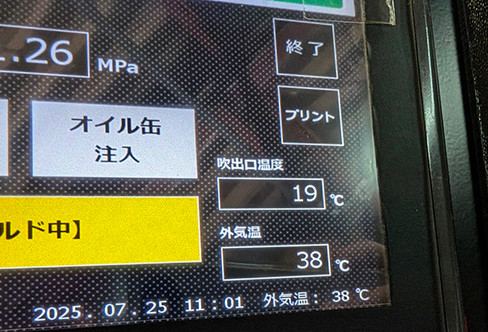 .26
MPa
終了
プリント
オイル缶
注入
吹出口温度
19 ℃
ルド中】
外気温
38 ℃
2025. 07. 25 11:01 外気温: 38 ℃